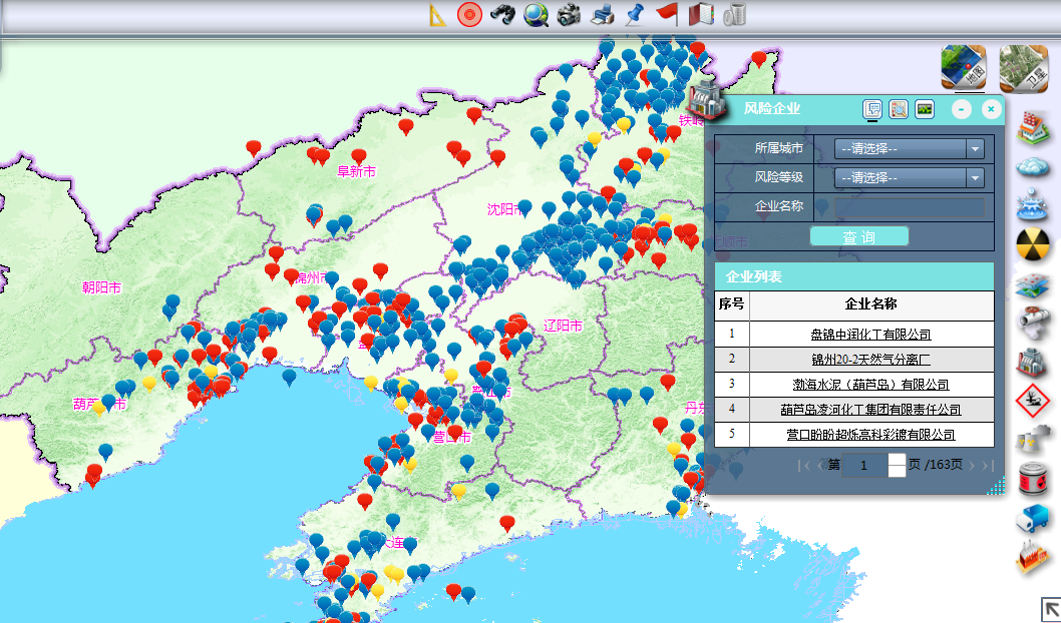 地图
卫星
风险企业
铁岭
所属城市
--请选择--
阜新市
风险等级
--请选择--
企业名称
沈阳市
查 询
抚顺市
朝阳市
锦州市
企业列表
序号
企业名称
辽阳市
1
盘锦中润化工有限公司
2
锦州20-2天然气分离厂
3
渤海水泥（葫芦岛）有限公司
葫芦岛市
丹东
4
葫芦岛凌河化工集团有限责任公司
营口市
5
营口盼盼超烁高科彩镀有限公司
第 1 页 /163页
大连市